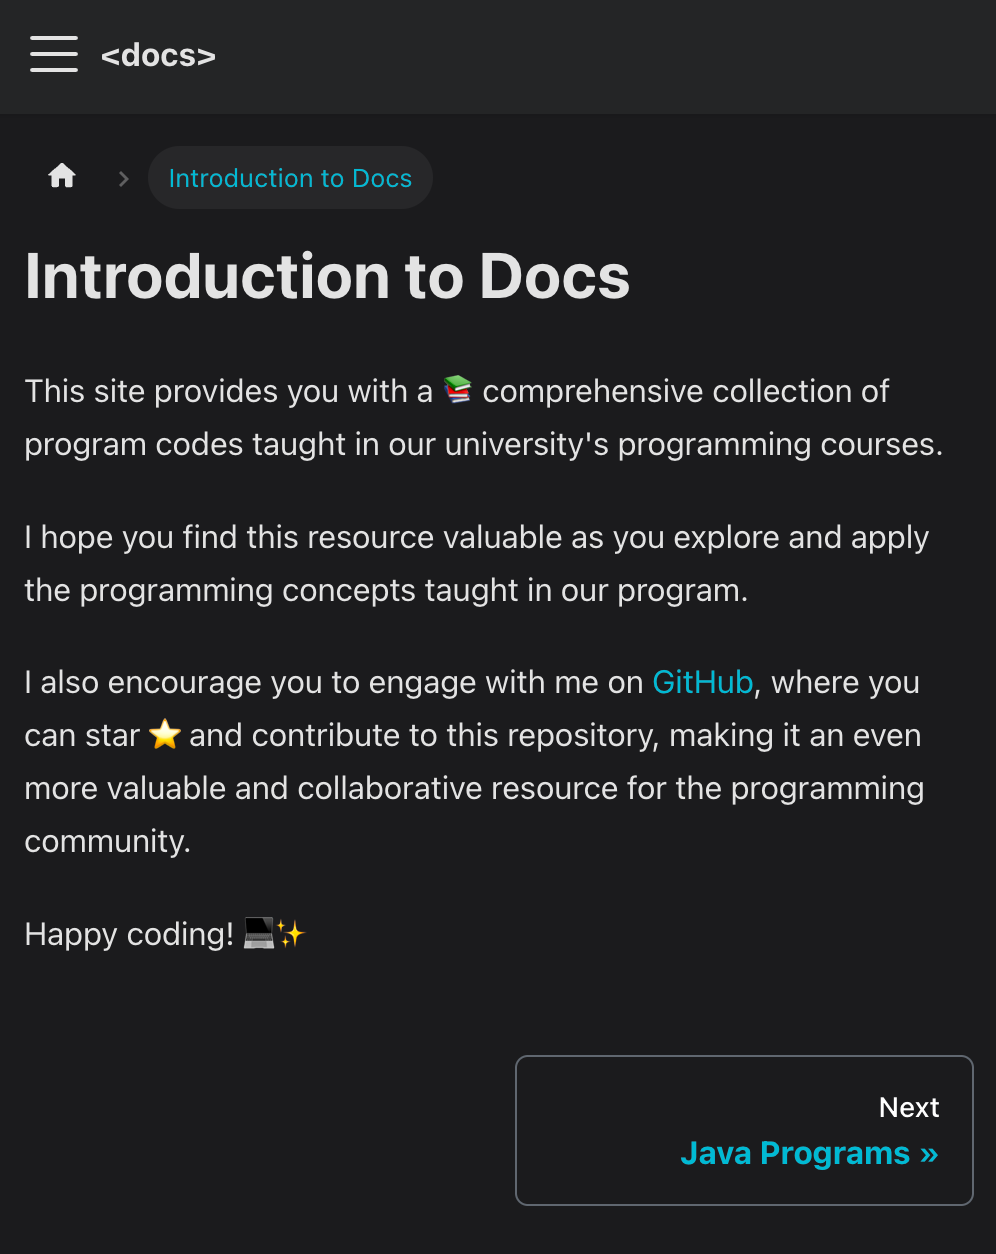 <docs>
Introduction to Docs
Introduction to Docs
This site provides you with a 📚 comprehensive collection of
program codes taught in our university's programming courses.
I hope you find this resource valuable as you explore and apply
the programming concepts taught in our program.
I also encourage you to engage with me on GitHub, where you
can star ⭐ and contribute to this repository, making it an even
more valuable and collaborative resource for the programming
community.
Happy coding! 💻✨
Next
Java Programs »